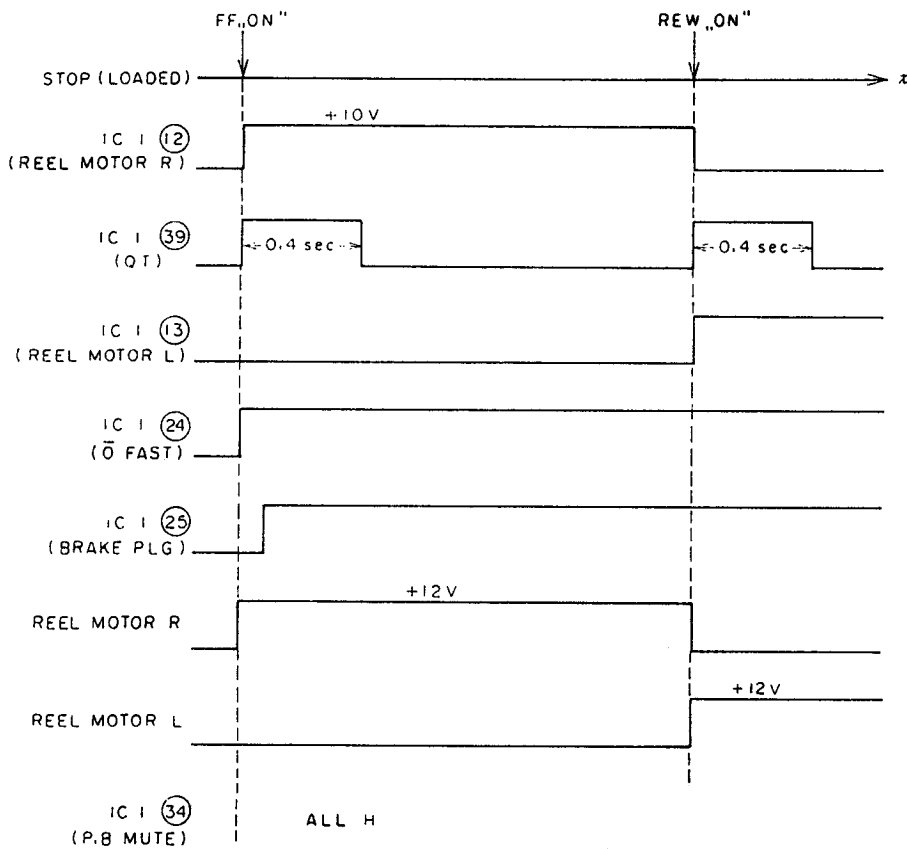 FF„ON"
REW „ON"
STOP (LOADED)
x
+10V
IC 1 12
(REEL MOTOR R)
IC 1 39
(QT)
0.4 sec
0.4 sec
IC 1 13
(REEL MOTOR L)
IC 1 24
(Ō FAST)
IC 1 25
(BRAKE PLG)
+12V
REEL MOTOR R
+12V
REEL MOTOR L
IC 1 34
(P.B MUTE)
ALL H